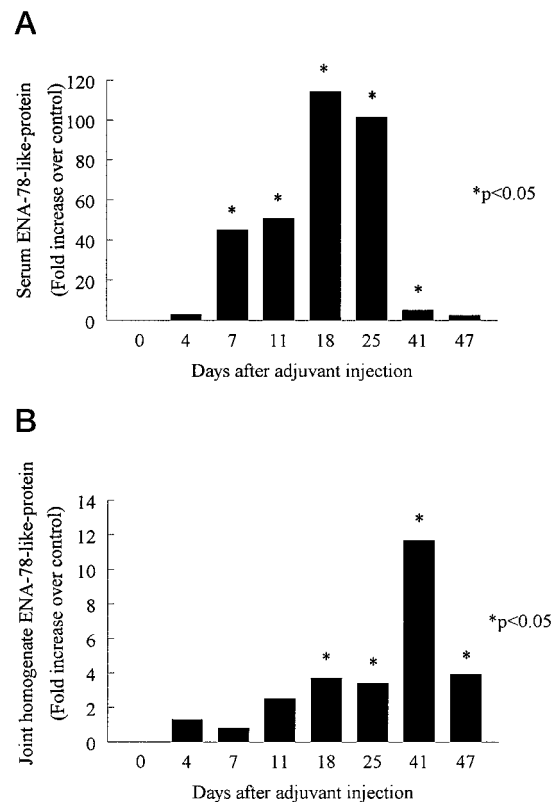 A
Serum ENA-78-like-protein
(Fold increase over control)
120
100
80
60
40
20
0
* * * * *
*p<0.05
0 4 7 11 18 25 41 47
Days after adjuvant injection
B
Joint homogenate ENA-78-like-protein
(Fold increase over control)
14
12
10
8
6
4
2
0
* * * *
*p<0.05
0 4 7 11 18 25 41 47
Days after adjuvant injection